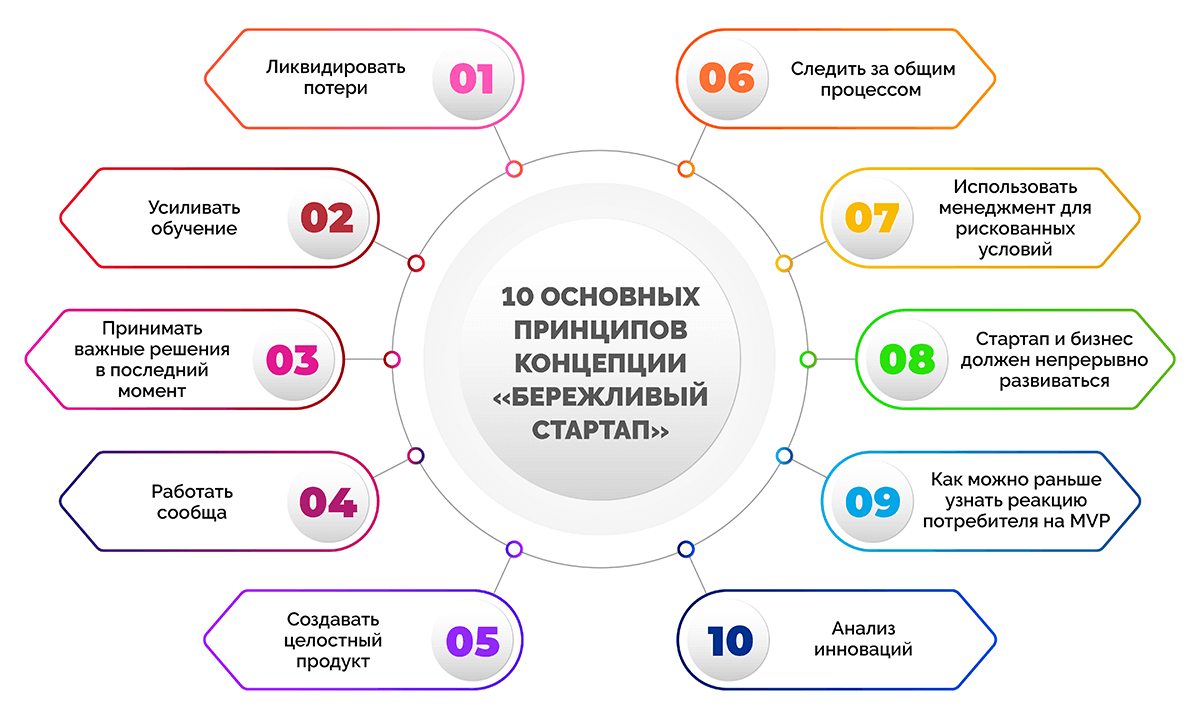 10 ОСНОВНЫХ
ПРИНЦИПОВ
КОНЦЕПЦИИ
«БЕРЕЖЛИВЫЙ
СТАРТАП»
Ликвидировать
потери
01
Усиливать
обучение
02
Принимать
важные решения
в последний
момент
03
Работать
сообща
04
Создавать
целостный
продукт
05
06
Следить за общим
процессом
07
Использовать
менеджмент для
рискованных
условий
08
Стартап и бизнес
должен непрерывно
развиваться
09
Как можно раньше
узнать реакцию
потребителя на MVP
10
Анализ
инноваций